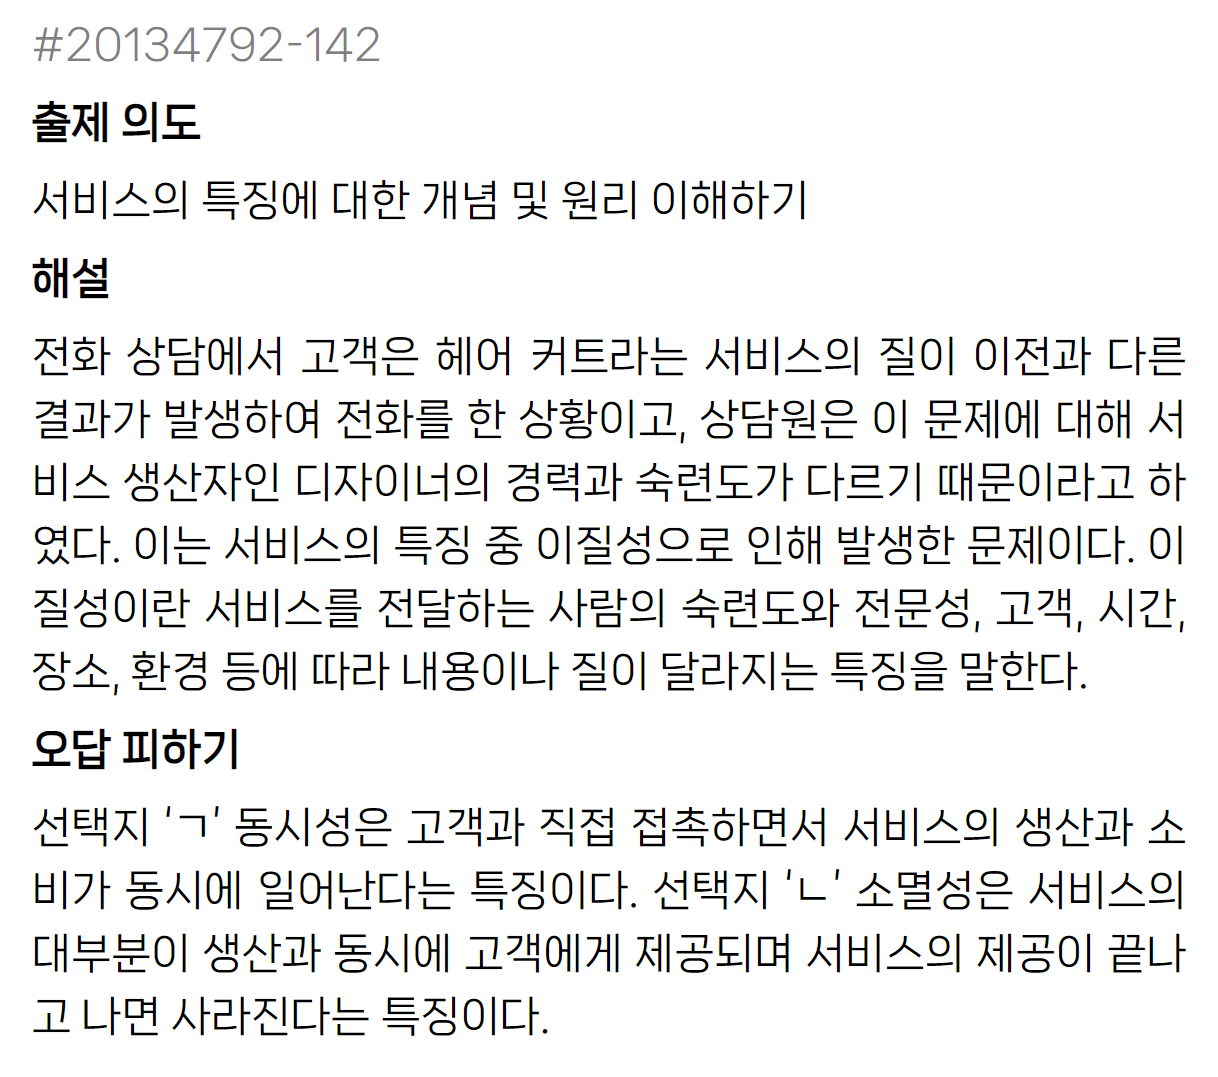 #20134792-142
출제 의도
서비스의 특징에 대한 개념 및 원리 이해하기
해설
전화 상담에서 고객은 헤어 커트라는 서비스의 질이 이전과 다른
결과가 발생하여 전화를 한 상황이고, 상담원은 이 문제에 대해 서
비스 생산자인 디자이너의 경력과 숙련도가 다르기 때문이라고 하
였다. 이는 서비스의 특징 중 이질성으로 인해 발생한 문제이다. 이
질성이란 서비스를 전달하는 사람의 숙련도와 전문성, 고객, 시간,
장소, 환경 등에 따라 내용이나 질이 달라지는 특징을 말한다.
오답 피하기
선택지 ‘ㄱ’ 동시성은 고객과 직접 접촉하면서 서비스의 생산과 소
비가 동시에 일어난다는 특징이다. 선택지 ‘ㄴ’ 소멸성은 서비스의
대부분이 생산과 동시에 고객에게 제공되며 서비스의 제공이 끝나
고 나면 사라진다는 특징이다.